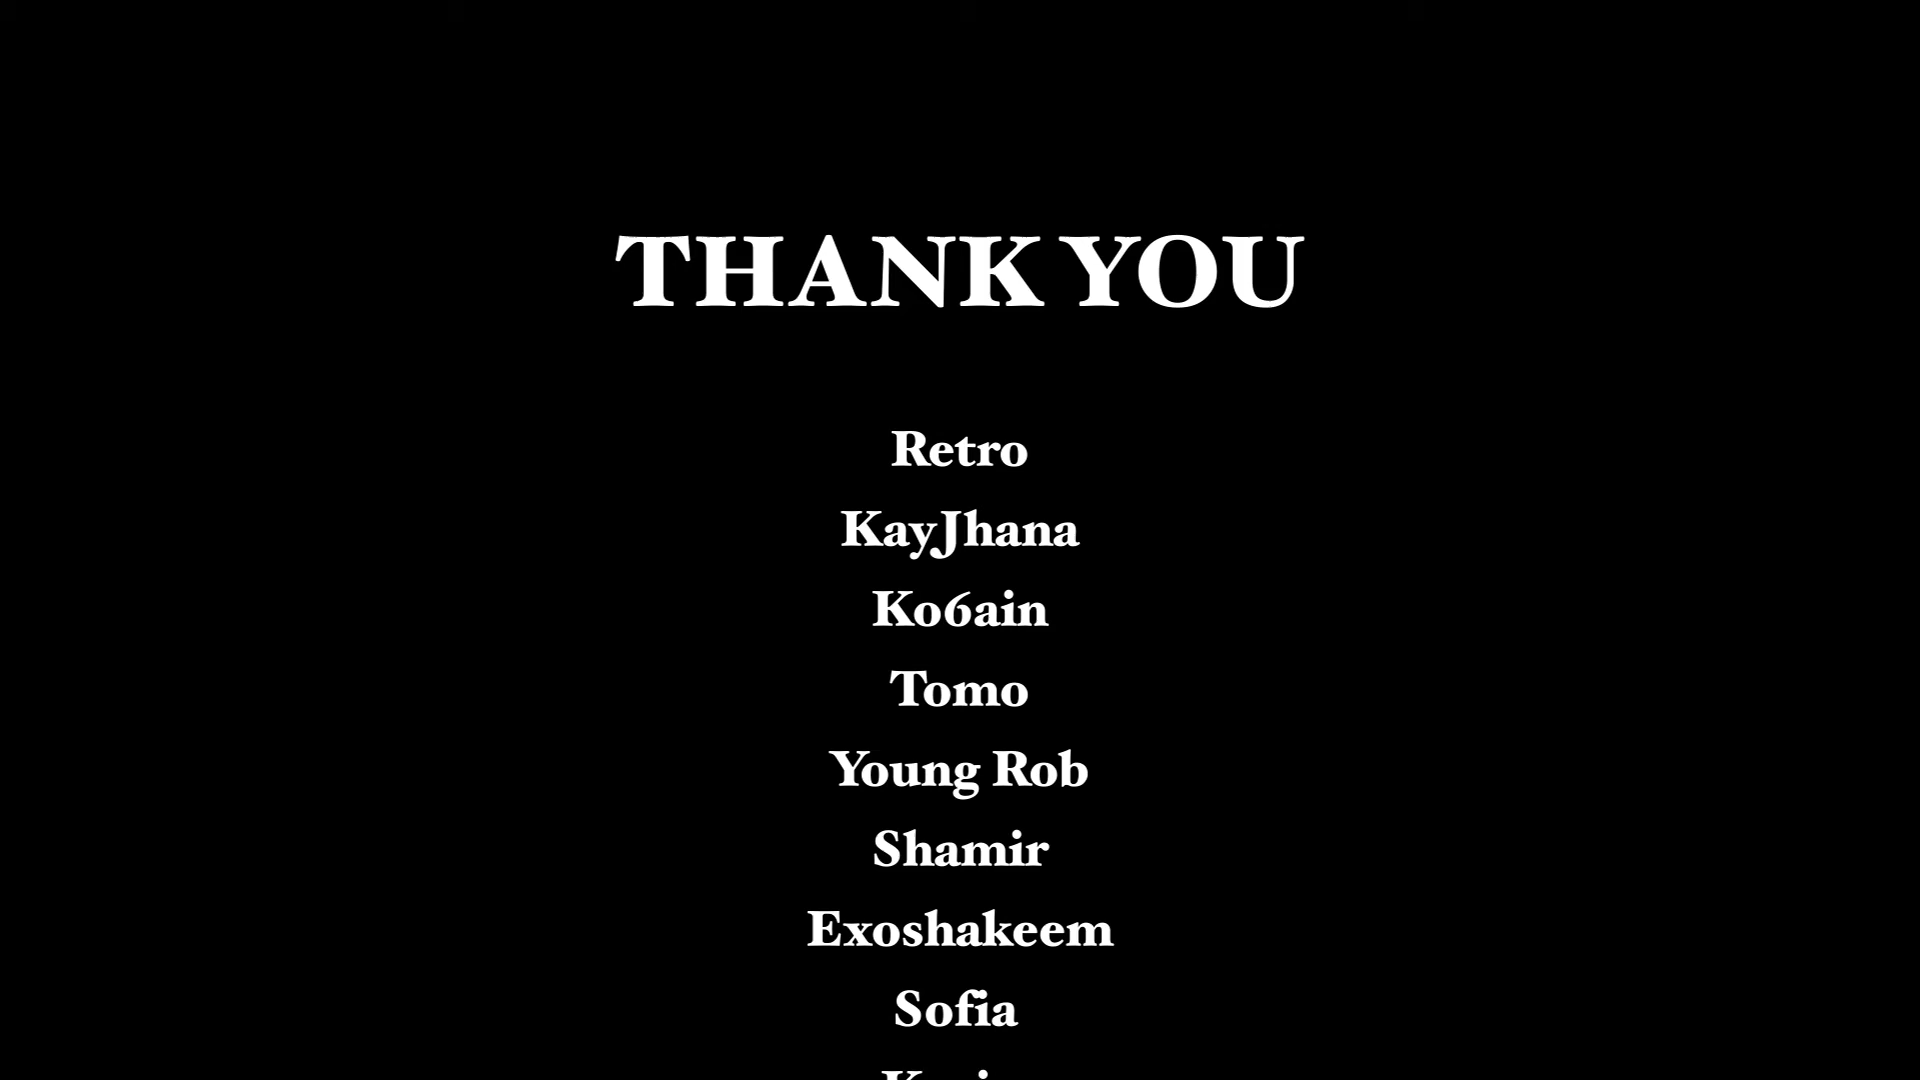 THANK YOU
Retro
KayJhana
Ko6ain
Tomo
Young Rob
Shamir
Exoshakeem
Sofia